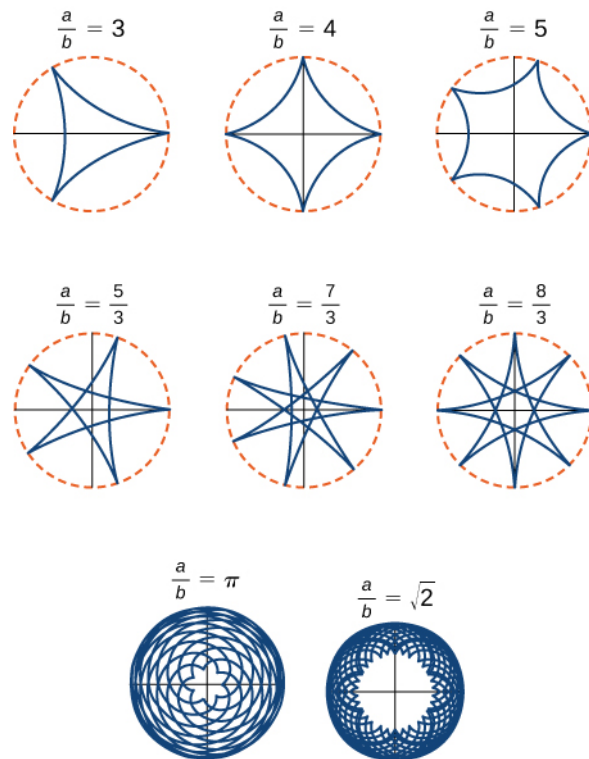 a/b = 3
a/b = 4
a/b = 5
a/b = 5/3
a/b = 7/3
a/b = 8/3
a/b = π
a/b = √2